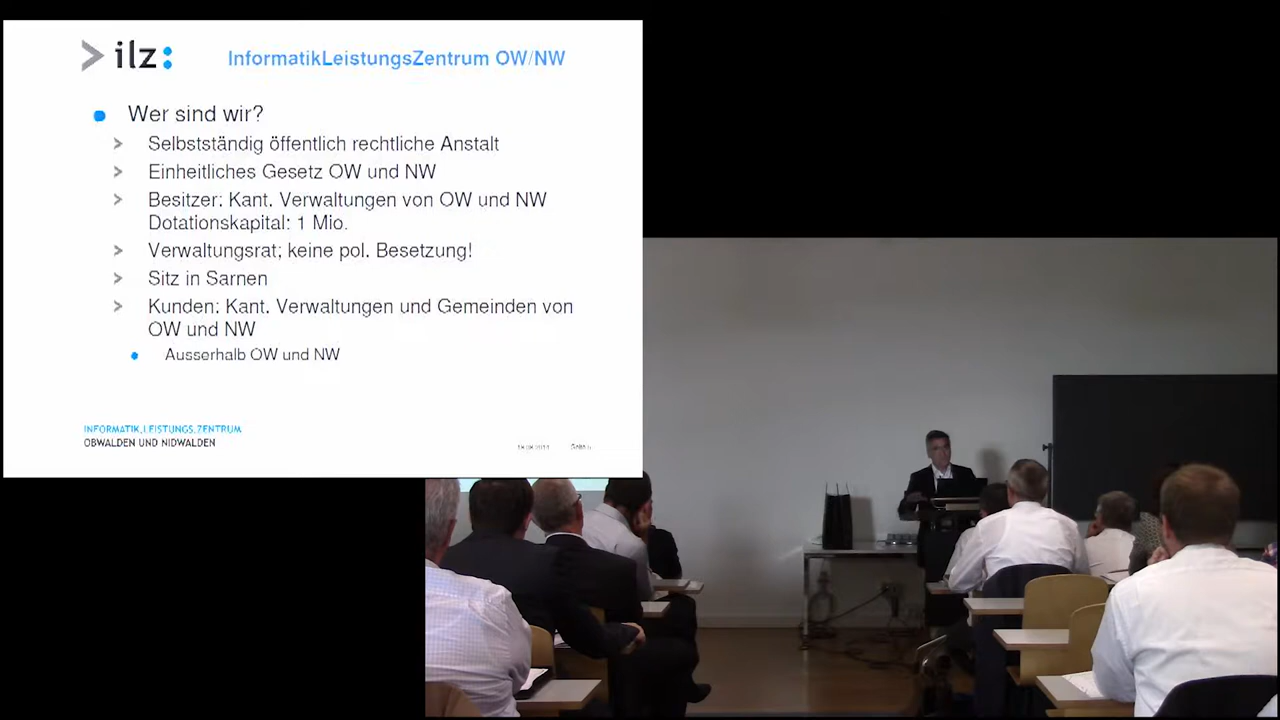 ilz:
InformatikLeistungsZentrum OW/NW
Wer sind wir?
Selbstständig öffentlich rechtliche Anstalt
Einheitliches Gesetz OW und NW
Besitzer: Kant. Verwaltungen von OW und NW
Dotationskapital: 1 Mio.
Verwaltungsrat; keine pol. Besetzung!
Sitz in Sarnen
Kunden: Kant. Verwaltungen und Gemeinden von
OW und NW
Ausserhalb OW und NW
INFORMATIK.LEISTUNGS.ZENTRUM
OBWALDEN UND NIDWALDEN